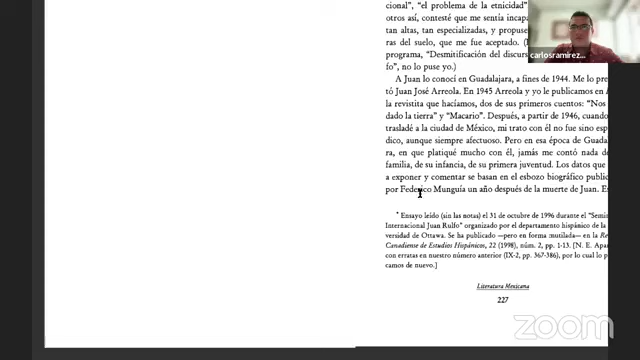 cional", "el problema de la etnicidad"
otros así, contesté que me sentía incapa
tan altas, tan especializadas, y propuse
ras del suelo, que me fue aceptado. (
programa, "Desmitificación del discurs
fo", no lo puse yo.)
A Juan lo conocí en Guadalajara, a fines de 1944. Me lo pre
tó Juan José Arreola. En 1945 Arreola y yo le publicamos en
la revistita que hacíamos, dos de sus primeros cuentos: "Nos
dado la tierra" y "Macario". Después, a partir de 1946, cuando
trasladé a la ciudad de México, mi trato con él no fue sino esp
dico, aunque siempre afectuoso. Pero en esa época de Guada
ra, en que platiqué mucho con él, jamás me contó nada de
familia, de su infancia, de su primera juventud. Los datos que
a exponer y comentar se basan en el esbozo biográfico public
por Federico Munguía un año después de la muerte de Juan. E
* Ensayo leído (sin las notas) el 31 de octubre de 1996 durante el "Semi
Internacional Juan Rulfo" organizado por el departamento hispánico de la
versidad de Ottawa. Se ha publicado —pero en forma mutilada— en la Re
Canadiense de Estudios Hispánicos, 22 (1998), núm. 2, pp. 1-13. [N. E. Apar
con erratas en nuestro número anterior (IX-2, pp. 367-386), por lo cual lo p
camos de nuevo.]
Literatura Mexicana
227
carlosramirez...
zoom